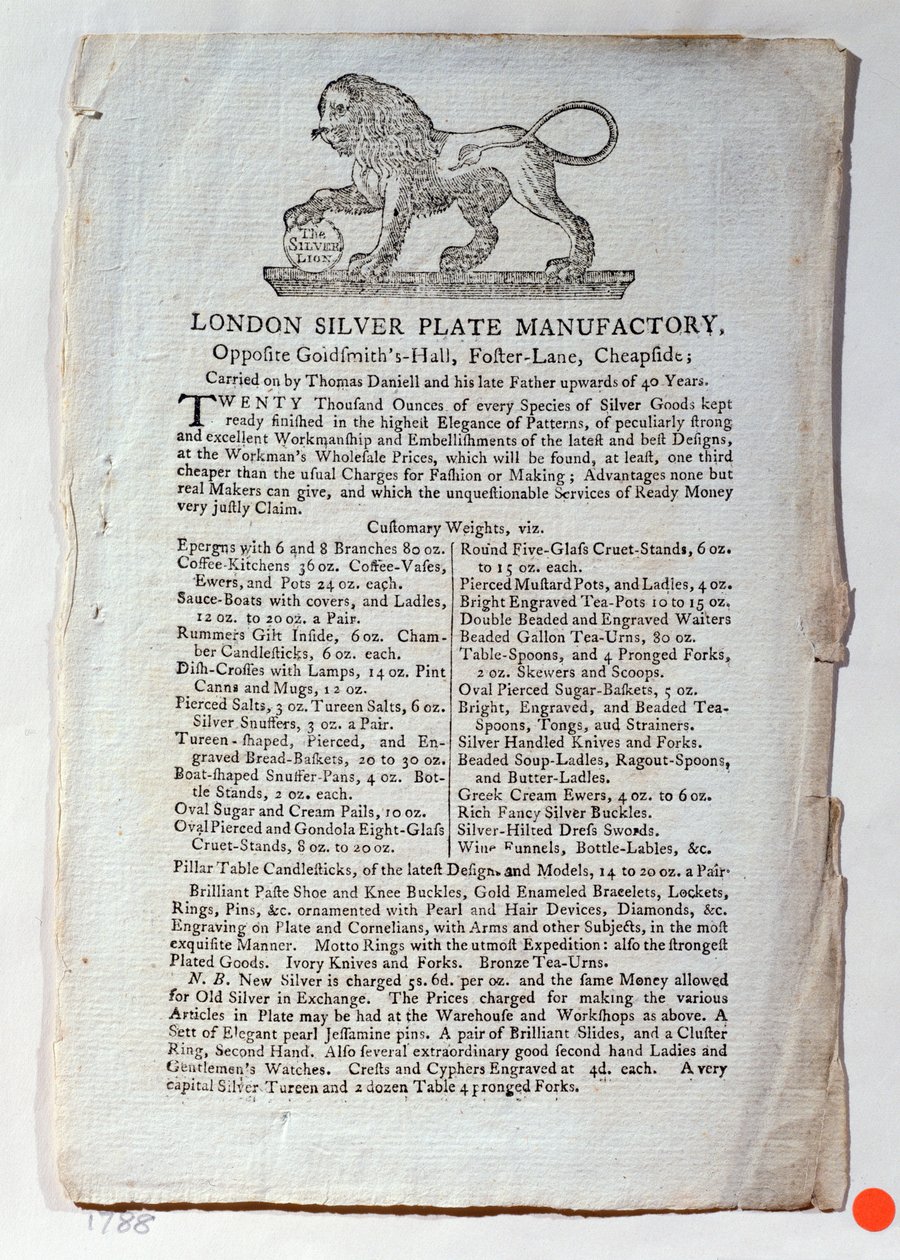 The
SILVER
LION
LONDON SILVER PLATE MANUFACTORY,
Oppoſite Goldſmith's-Hall, Foſter-Lane, Cheapſide;
Carried on by Thomas Daniell and his late Father upwards of 40 Years.
TWENTY Thouſand Ounces of every Species of Silver Goods kept
ready finiſhed in the higheſt Elegance of Patterns, of peculiarly ſtrong
and excellent Workmanſhip and Embelliſhments of the lateſt and beſt Deſigns,
at the Workman's Wholeſale Prices, which will be found, at leaſt, one third
cheaper than the uſual Charges for Faſhion or Making; Advantages none but
real Makers can give, and which the unqueſtionable Services of Ready Money
very juſtly Claim.
Cuſtomary Weights, viz.
Epergns with 6 and 8 Branches 80 oz.
Coffee-Kitchens 36 oz. Coffee-Vaſes,
Ewers, and Pots 24 oz. each.
Sauce-Boats with covers, and Ladles,
12 oz. to 20 oz. a Pair.
Rummers Gilt Inſide, 6 oz. Cham-
ber Candleſticks, 6 oz. each.
Diſh-Croſſes with Lamps, 14 oz. Pint
Canns and Mugs, 12 oz.
Pierced Salts, 3 oz. Tureen Salts, 6 oz.
Silver Snuffers, 3 oz. a Pair.
Tureen-ſhaped, Pierced, and En-
graved Bread-Baſkets, 20 to 30 oz.
Boat-ſhaped Snuffer-Pans, 4 oz. Bot-
tle Stands, 2 oz. each.
Oval Sugar and Cream Pails, 10 oz.
Oval Pierced and Gondola Eight-Glaſs
Cruet-Stands, 8 oz. to 20 oz.
Round Five-Glaſs Cruet-Stands, 6 oz.
to 15 oz. each.
Pierced Muſtard Pots, and Ladles, 4 oz.
Bright Engraved Tea-Pots 10 to 15 oz.
Double Beaded and Engraved Waiters
Beaded Gallon Tea-Urns, 80 oz.
Table-Spoons, and 4 Pronged Forks,
2 oz. Skewers and Scoops.
Oval Pierced Sugar-Baſkets, 5 oz.
Bright, Engraved, and Beaded Tea-
Spoons, Tongs, aud Strainers.
Silver Handled Knives and Forks.
Beaded Soup-Ladles, Ragout-Spoons,
and Butter-Ladles.
Greek Cream Ewers, 4 oz. to 6 oz.
Rich Fancy Silver Buckles.
Silver-Hilted Dreſs Swords.
Wine Funnels, Bottle-Lables, &c.
Pillar Table Candleſticks, of the lateſt Deſigns and Models, 14 to 20 oz. a Pair.
Brilliant Paſte Shoe and Knee Buckles, Gold Enameled Bracelets, Lockets,
Rings, Pins, &c. ornamented with Pearl and Hair Devices, Diamonds, &c.
Engraving on Plate and Cornelians, with Arms and other Subjects, in the moſt
exquiſite Manner. Motto Rings with the utmoſt Expedition: alſo the ſtrongeſt
Plated Goods. Ivory Knives and Forks. Bronze Tea-Urns.
N. B. New Silver is charged 5s. 6d. per oz. and the ſame Money allowed
for Old Silver in Exchange. The Prices charged for making the various
Articles in Plate may be had at the Warehouſe and Workſhops as above. A
Sett of Elegant pearl Jeſſamine pins. A pair of Brilliant Slides, and a Cluſter
Ring, Second Hand. Alſo ſeveral extraordinary good ſecond hand Ladies and
Gentlemen's Watches. Creſts and Cyphers Engraved at 4d. each. A very
capital Silver Tureen and 2 dozen Table 4 pronged Forks.
1788